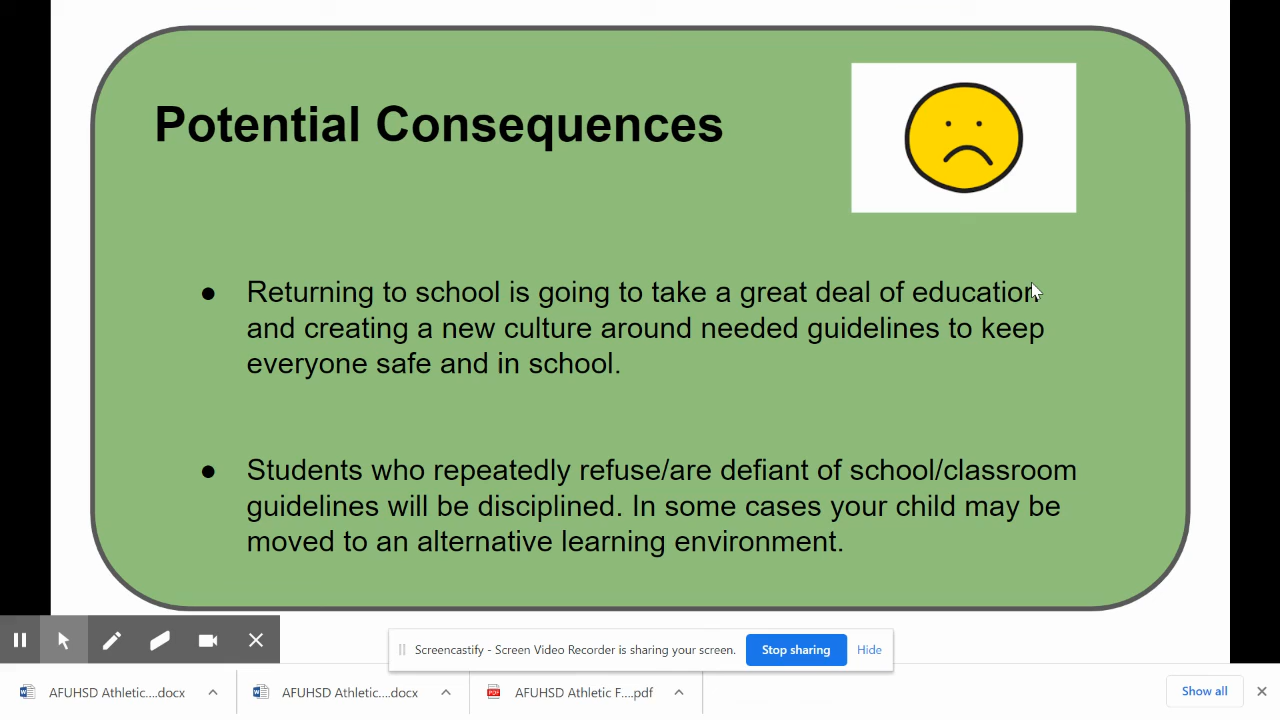 Potential Consequences
● Returning to school is going to take a great deal of education
and creating a new culture around needed guidelines to keep
everyone safe and in school.
● Students who repeatedly refuse/are defiant of school/classroom
guidelines will be disciplined. In some cases your child may be
moved to an alternative learning environment.
Screencastify - Screen Video Recorder is sharing your screen. Stop sharing Hide
AFUHSD Athletic....docx AFUHSD Athletic....docx AFUHSD Athletic F....pdf Show all